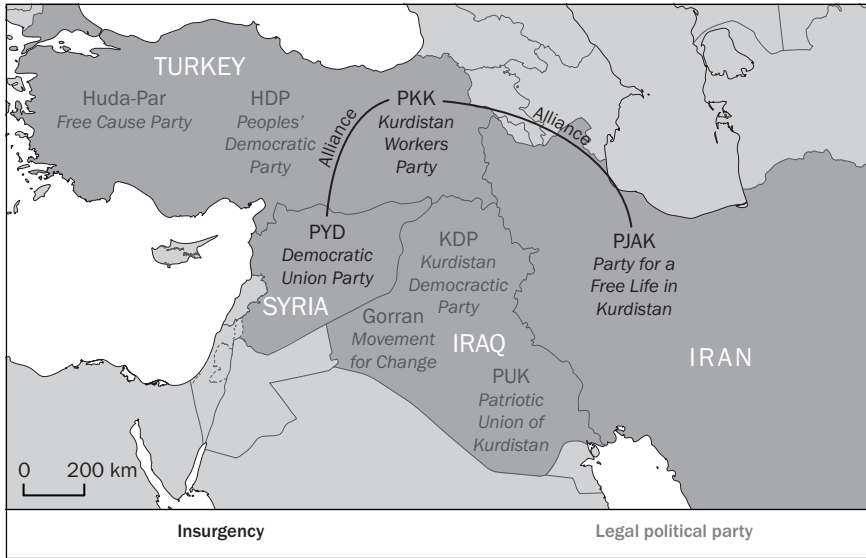 TURKEY
Huda-Par
Free Cause Party
HDP
Peoples'
Democratic
Party
Alliance
PKK
Kurdistan
Workers
Party
Alliance
PYD
Democratic
Union Party
SYRIA
KDP
Kurdistan
Democractic
Party
Gorran
Movement
for Change
IRAQ
PUK
Patriotic
Union of
Kurdistan
PJAK
Party for a
Free Life in
Kurdistan
IRAN
0 200 km
Insurgency Legal political party